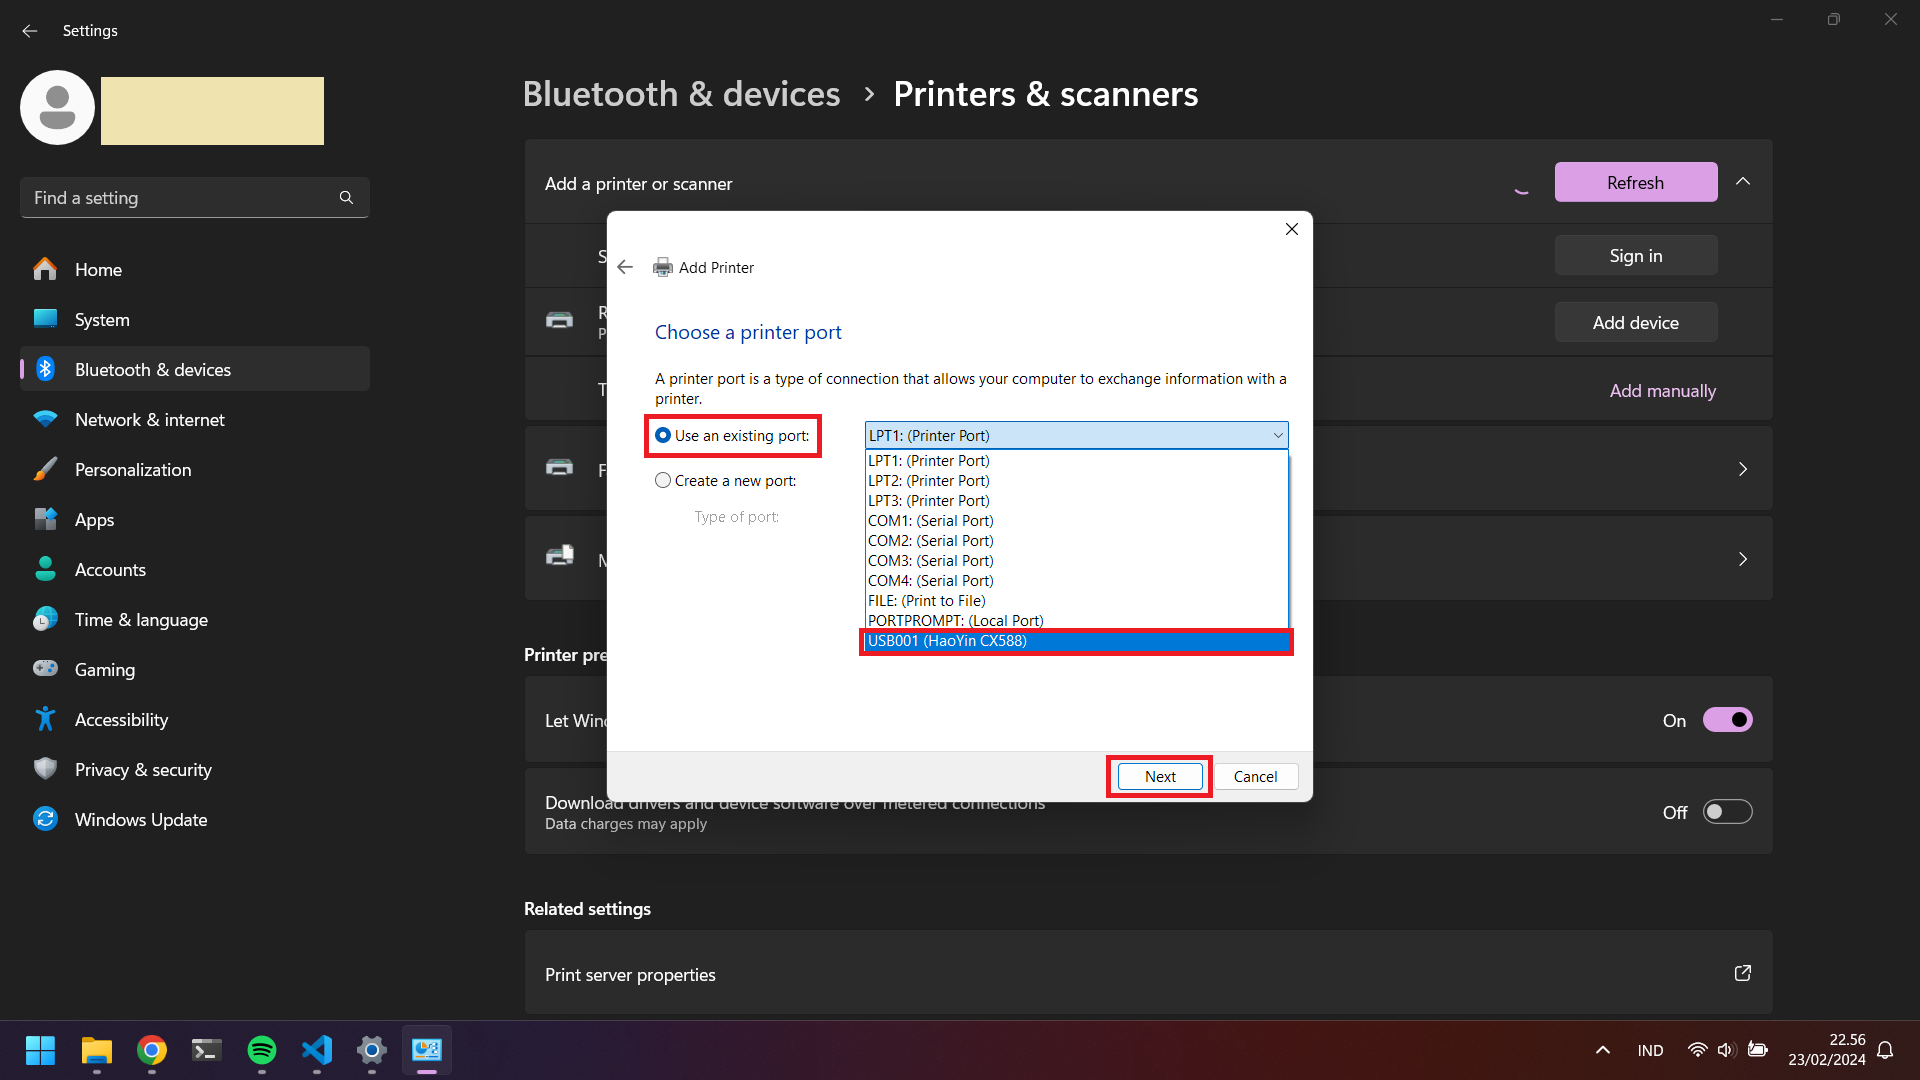 Settings
Find a setting
Home
System
Bluetooth & devices
Network & internet
Personalization
Apps
Accounts
Time & language
Gaming
Accessibility
Privacy & security
Windows Update
Bluetooth & devices > Printers & scanners
Add a printer or scanner
Refresh
S
Sign in
R
P
Add device
T
Add manually
F
M
Add Printer
Choose a printer port
A printer port is a type of connection that allows your computer to exchange information with a
printer.
Use an existing port:
LPT1: (Printer Port)
LPT1: (Printer Port)
LPT2: (Printer Port)
LPT3: (Printer Port)
COM1: (Serial Port)
COM2: (Serial Port)
COM3: (Serial Port)
COM4: (Serial Port)
FILE: (Print to File)
PORTPROMPT: (Local Port)
USB001 (HaoYin CX588)
Create a new port:
Type of port:
Next
Cancel
Printer pre
Let Wind
On
Download drivers and device software over metered connections
Data charges may apply
Off
Related settings
Print server properties
IND
22.56
23/02/2024